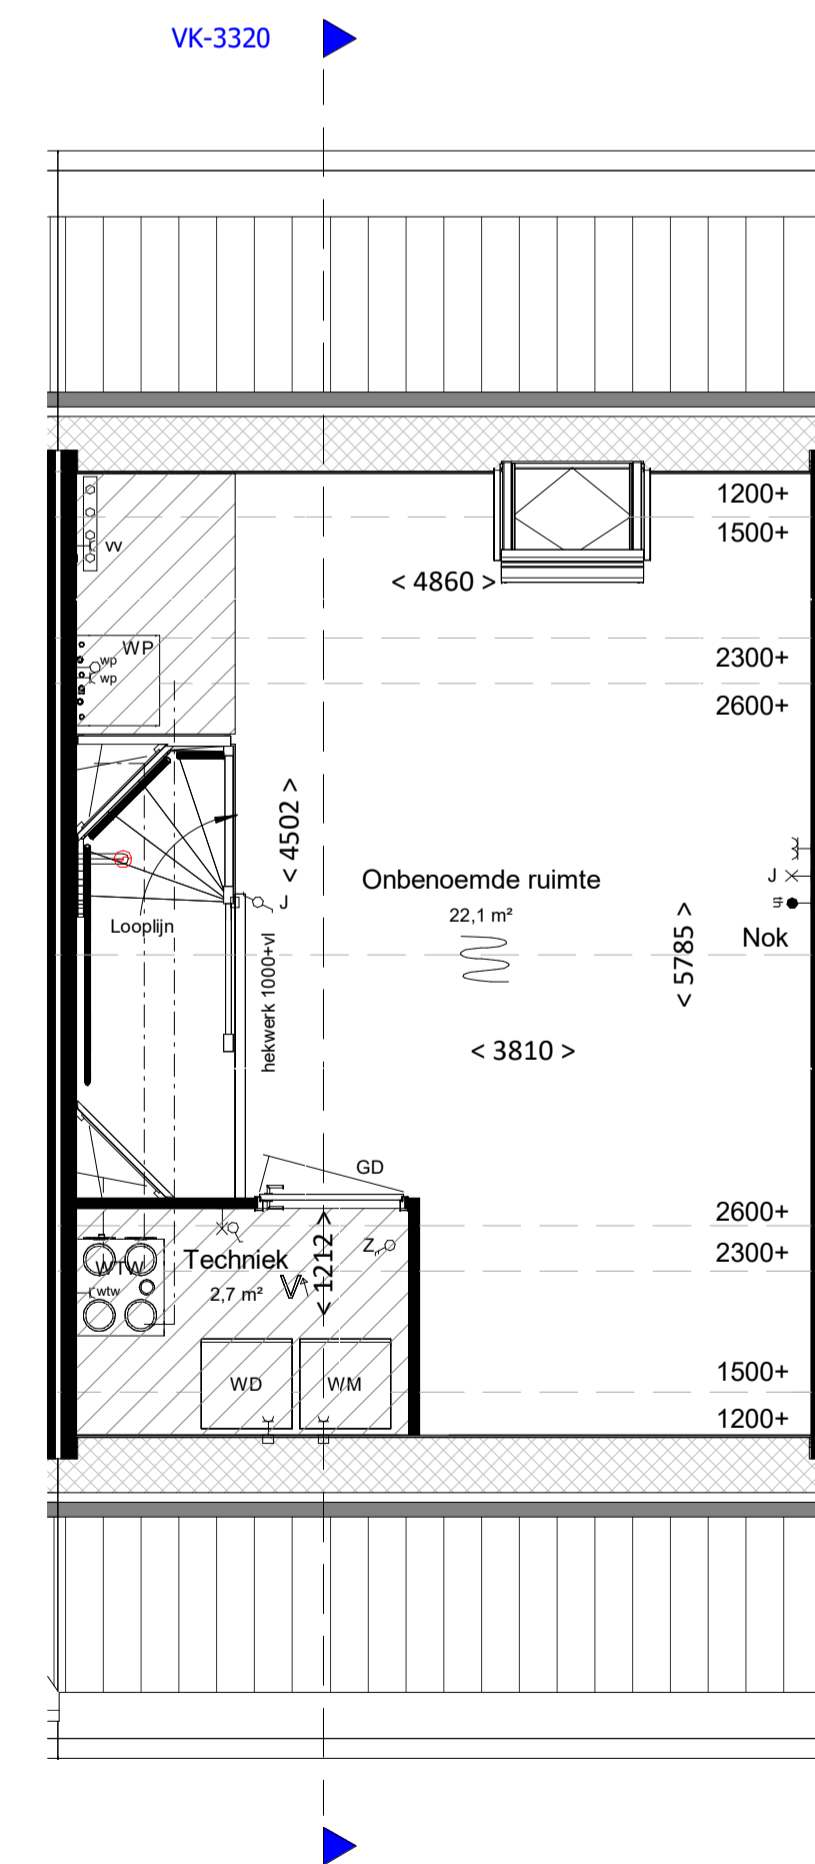 VK-3320
1200+
1500+
VV
< 4860 >
WP
wp
wp
2300+
2600+
< 4502 >
Onbenoemde ruimte
22,1 m²
J
J
Looplijn
Nok
< 5785 >
hekwerk 1000+vl
< 3810 >
GD
2600+
2300+
Techniek
2,7 m²
< 1212 >
Z
WTW
wtw
V
WD
WM
1500+
1200+